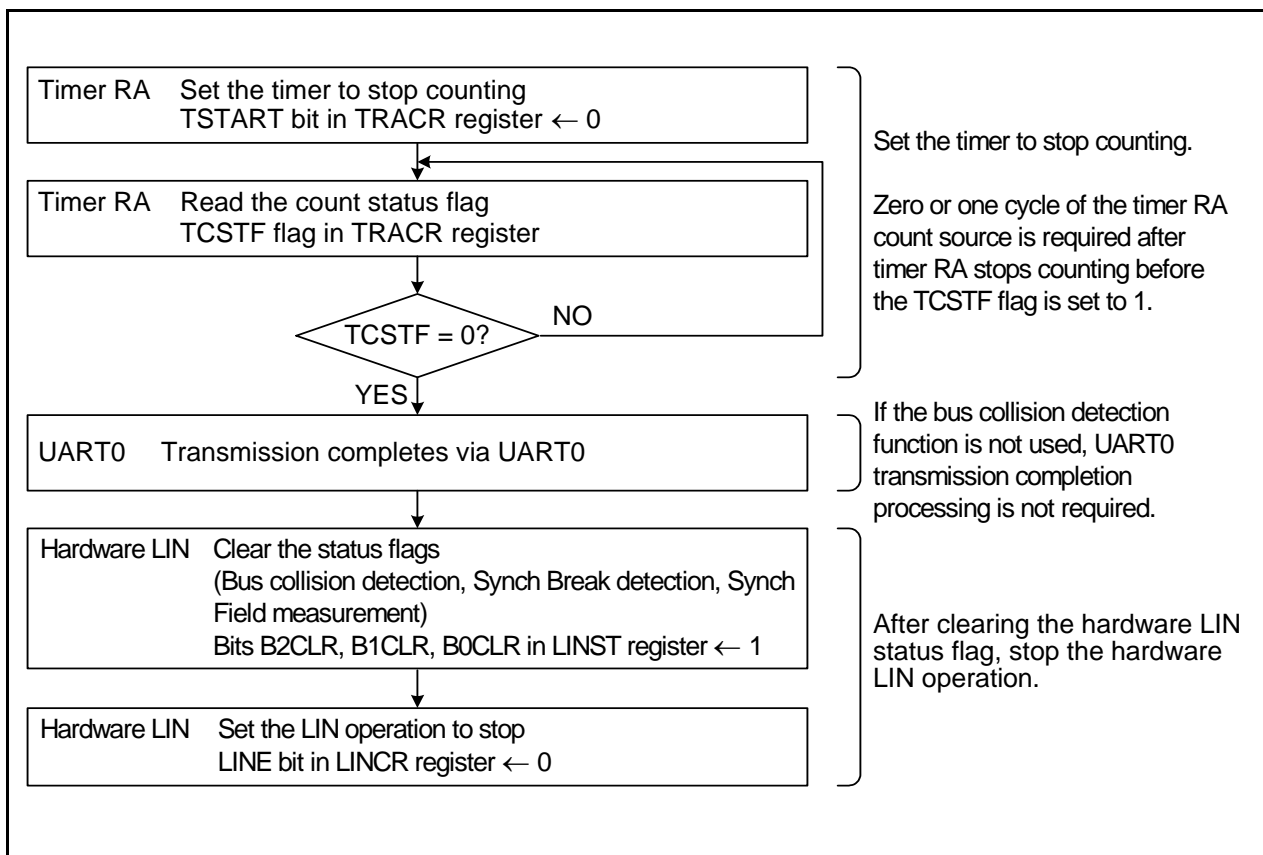 Timer RA Set the timer to stop counting
TSTART bit in TRACR register ← 0
Timer RA Read the count status flag
TCSTF flag in TRACR register
TCSTF = 0?
NO
YES
Set the timer to stop counting.
Zero or one cycle of the timer RA
count source is required after
timer RA stops counting before
the TCSTF flag is set to 1.
UART0 Transmission completes via UART0
If the bus collision detection
function is not used, UART0
transmission completion
processing is not required.
Hardware LIN Clear the status flags
(Bus collision detection, Synch Break detection, Synch
Field measurement)
Bits B2CLR, B1CLR, B0CLR in LINST register ← 1
Hardware LIN Set the LIN operation to stop
LINE bit in LINCR register ← 0
After clearing the hardware LIN
status flag, stop the hardware
LIN operation.